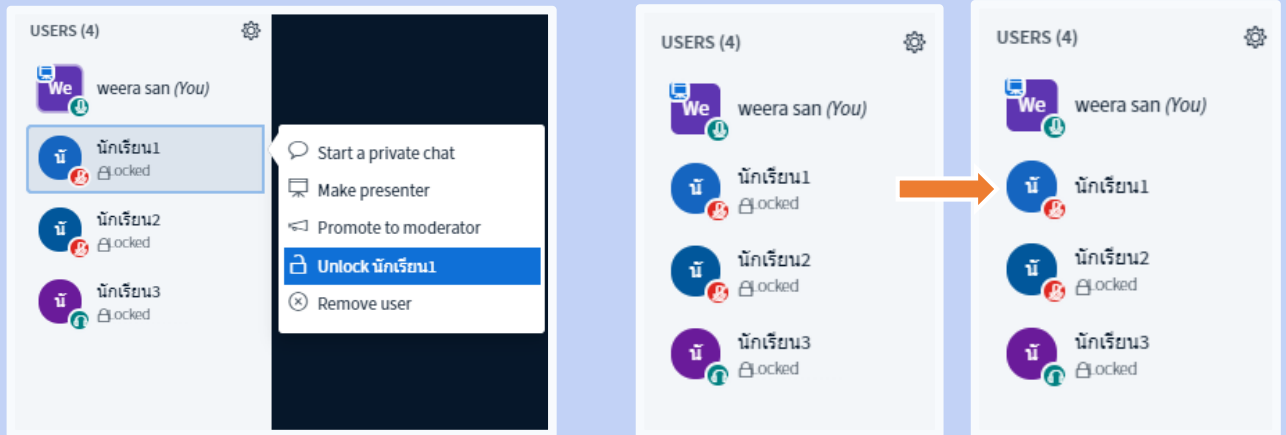 USERS (4)
We
weera san (You)
นั
นักเรียน1
Locked
นั
นักเรียน2
Locked
นั
นักเรียน3
Locked
Start a private chat
Make presenter
Promote to moderator
Unlock นักเรียน1
Remove user
USERS (4)
We
weera san (You)
นั
นักเรียน1
Locked
นั
นักเรียน2
Locked
นั
นักเรียน3
Locked
USERS (4)
We
weera san (You)
นั
นักเรียน1
นั
นักเรียน2
Locked
นั
นักเรียน3
Locked